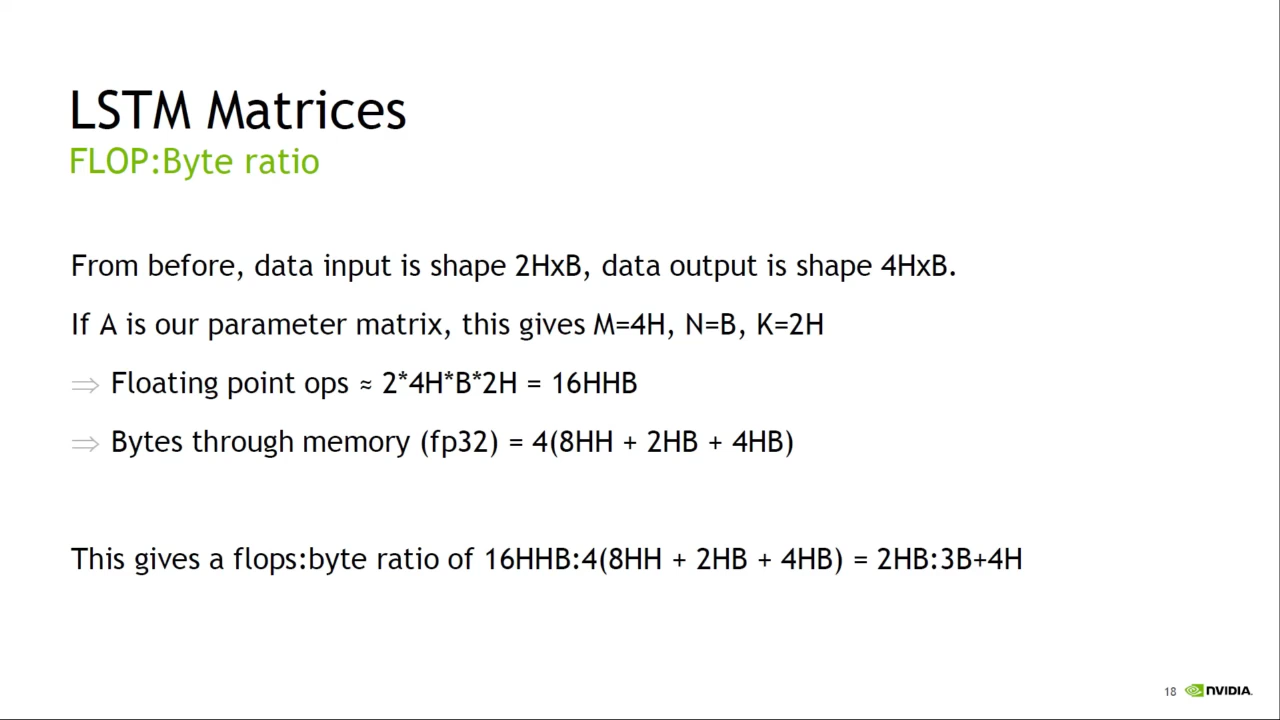 LSTM Matrices
FLOP:Byte ratio
From before, data input is shape 2HxB, data output is shape 4HxB.
If A is our parameter matrix, this gives M=4H, N=B, K=2H
⇒ Floating point ops ≈ 2*4H*B*2H = 16HHB
⇒ Bytes through memory (fp32) = 4(8HH + 2HB + 4HB)
This gives a flops:byte ratio of 16HHB:4(8HH + 2HB + 4HB) = 2HB:3B+4H
18 NVIDIA.